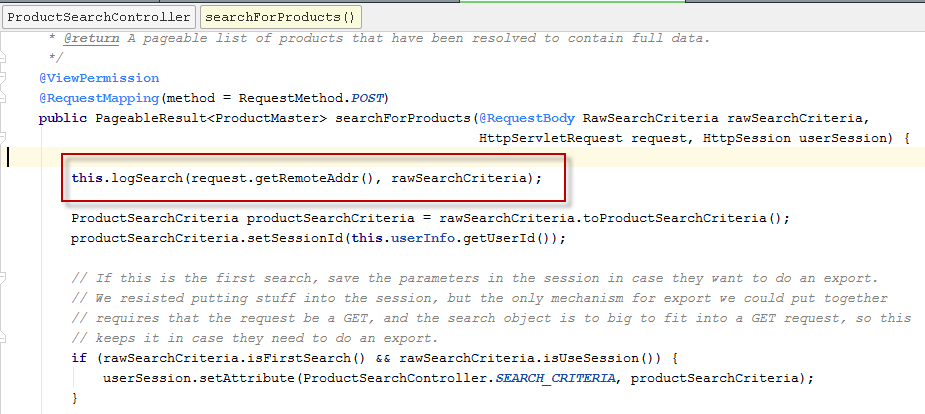 ProductSearchController searchForProducts()
* @return A pageable list of products that have been resolved to contain full data.
*/
@ViewPermission
@RequestMapping(method = RequestMethod.POST)
public PageableResult<ProductMaster> searchForProducts(@RequestBody RawSearchCriteria rawSearchCriteria,
HttpServletRequest request, HttpSession userSession) {
this.logSearch(request.getRemoteAddr(), rawSearchCriteria);
ProductSearchCriteria productSearchCriteria = rawSearchCriteria.toProductSearchCriteria();
productSearchCriteria.setSessionId(this.userInfo.getUserId());
// If this is the first search, save the parameters in the session in case they want to do an export.
// We resisted putting stuff into the session, but the only mechanism for export we could put together
// requires that the request be a GET, and the search object is to big to fit into a GET request, so this
// keeps it in case they need to do an export.
if (rawSearchCriteria.isFirstSearch() && rawSearchCriteria.isUseSession()) {
userSession.setAttribute(ProductSearchController.SEARCH_CRITERIA, productSearchCriteria);
}